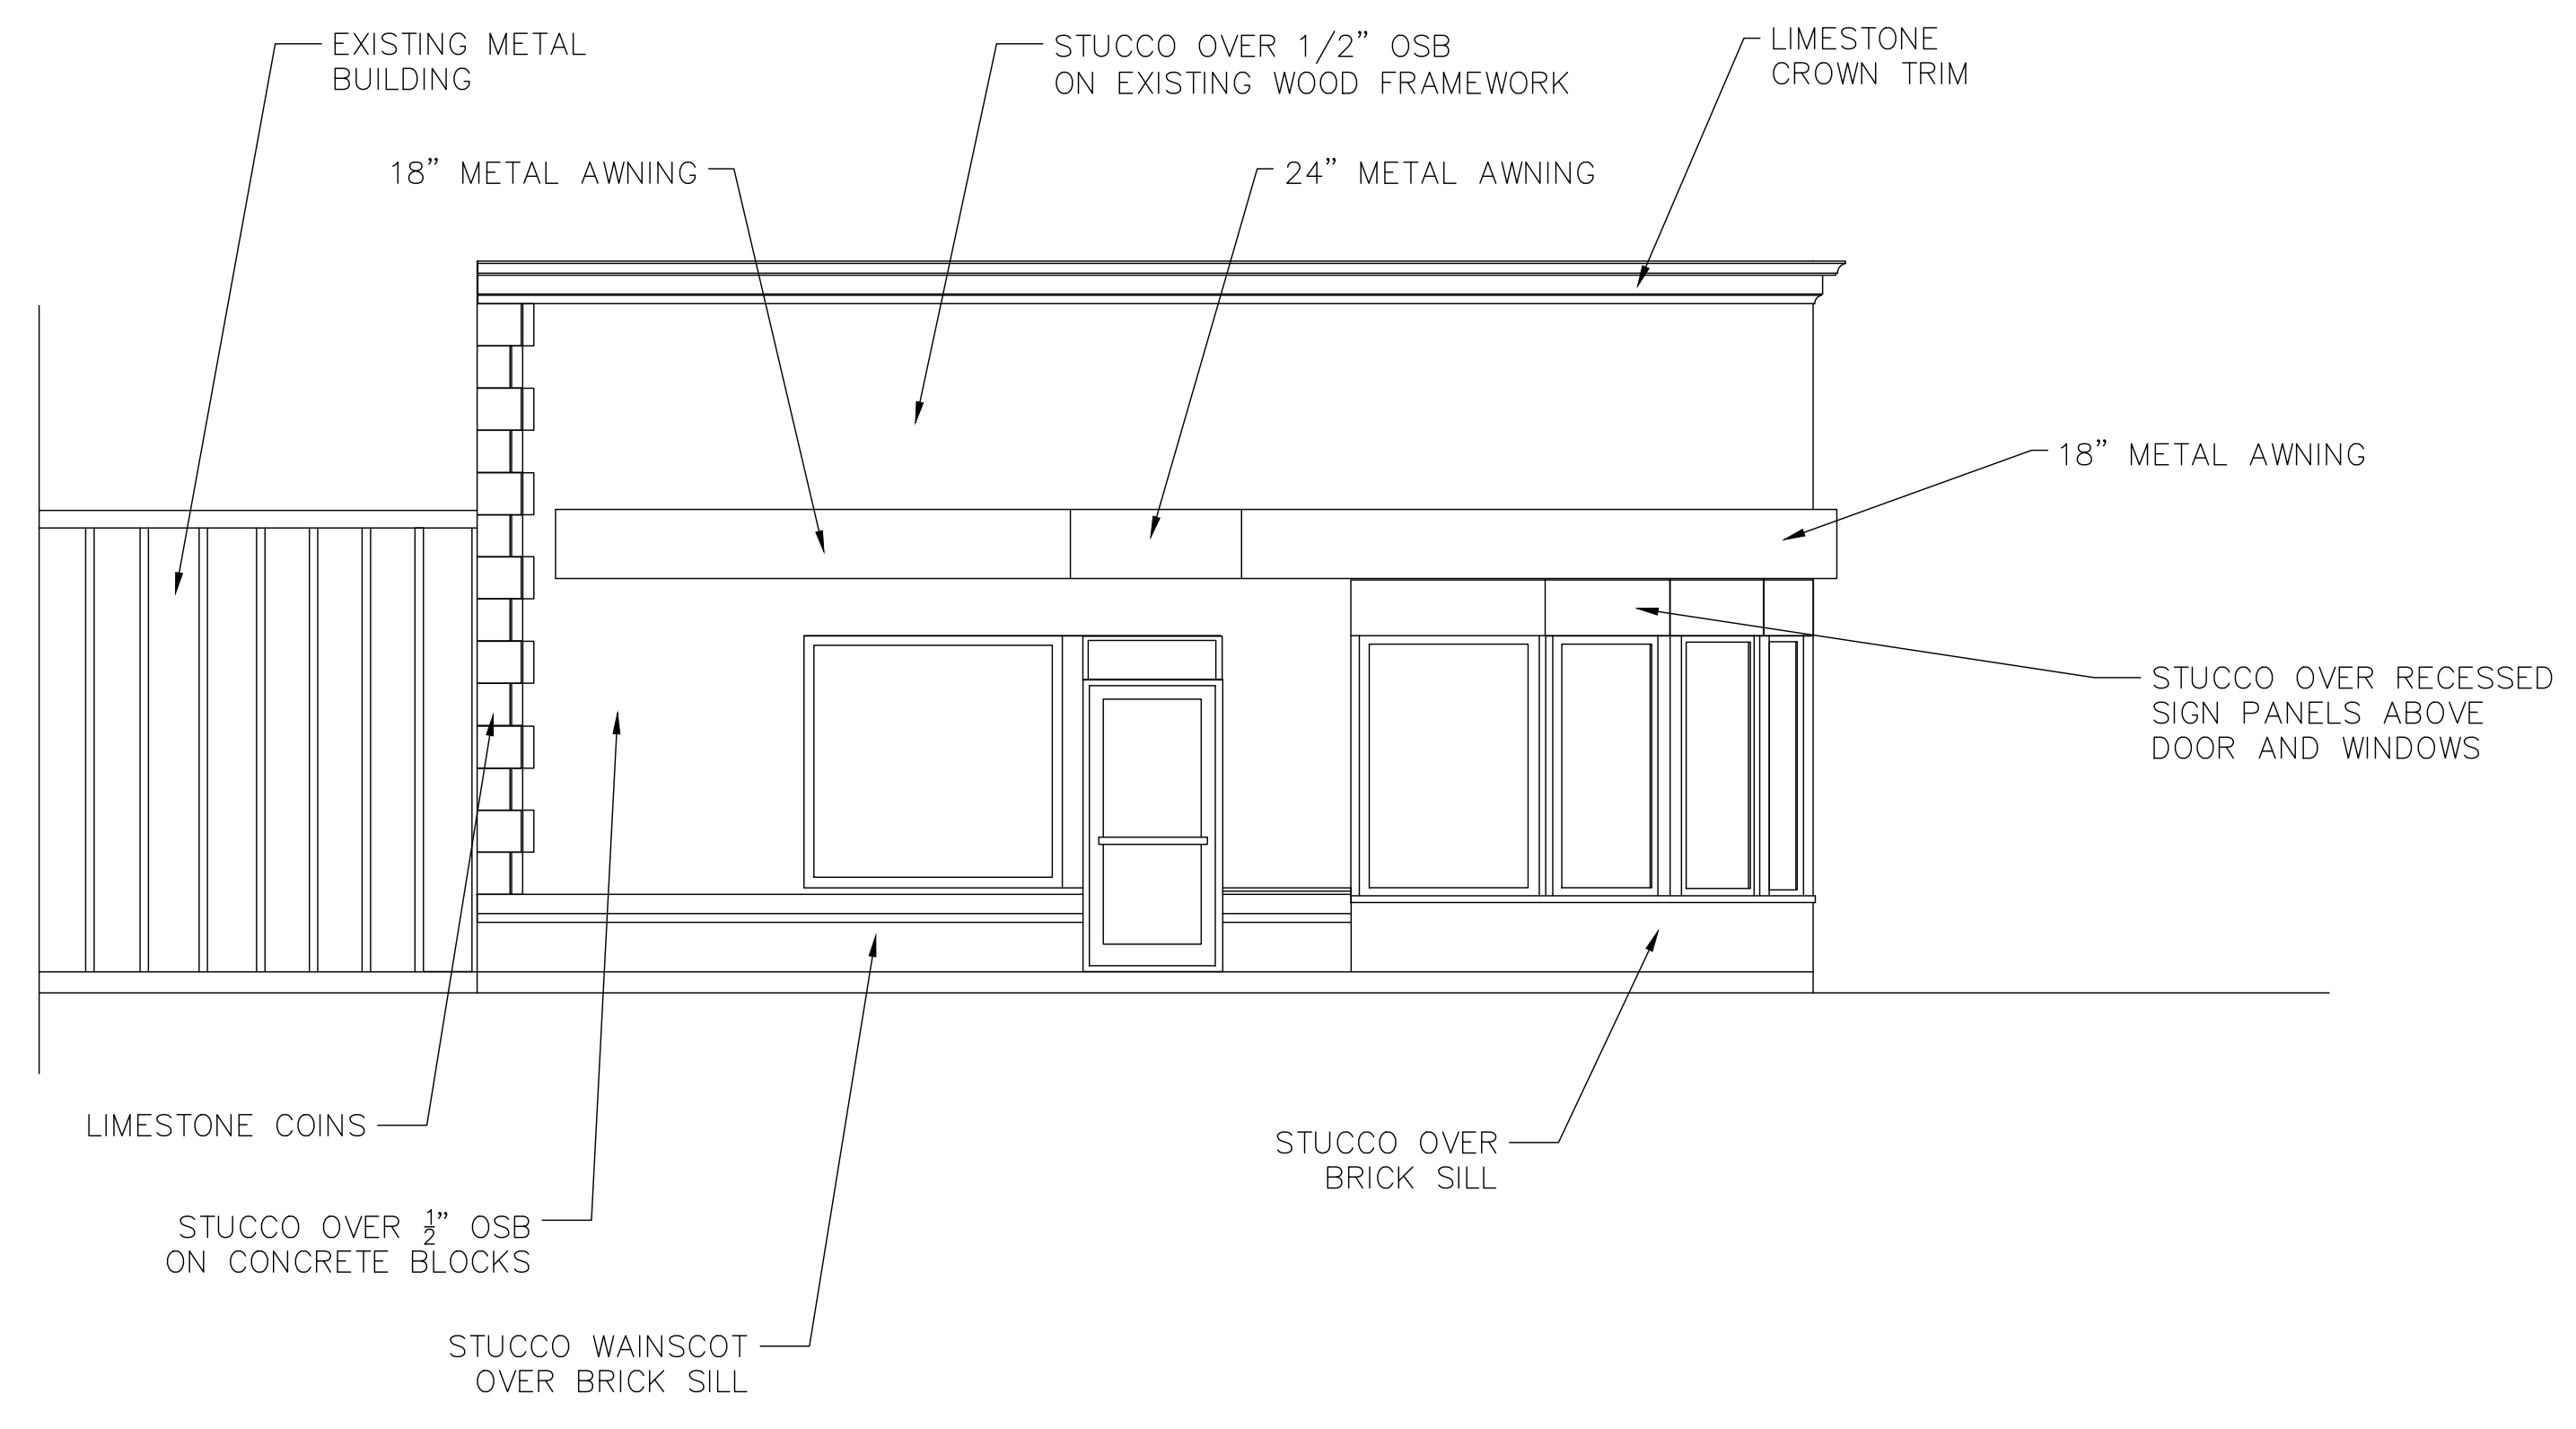 EXISTING METAL
BUILDING
STUCCO OVER 1/2” OSB
ON EXISTING WOOD FRAMEWORK
LIMESTONE
CROWN TRIM
18” METAL AWNING
24” METAL AWNING
18” METAL AWNING
STUCCO OVER RECESSED
SIGN PANELS ABOVE
DOOR AND WINDOWS
LIMESTONE COINS
STUCCO OVER
BRICK SILL
STUCCO OVER ½” OSB
ON CONCRETE BLOCKS
STUCCO WAINSCOT
OVER BRICK SILL